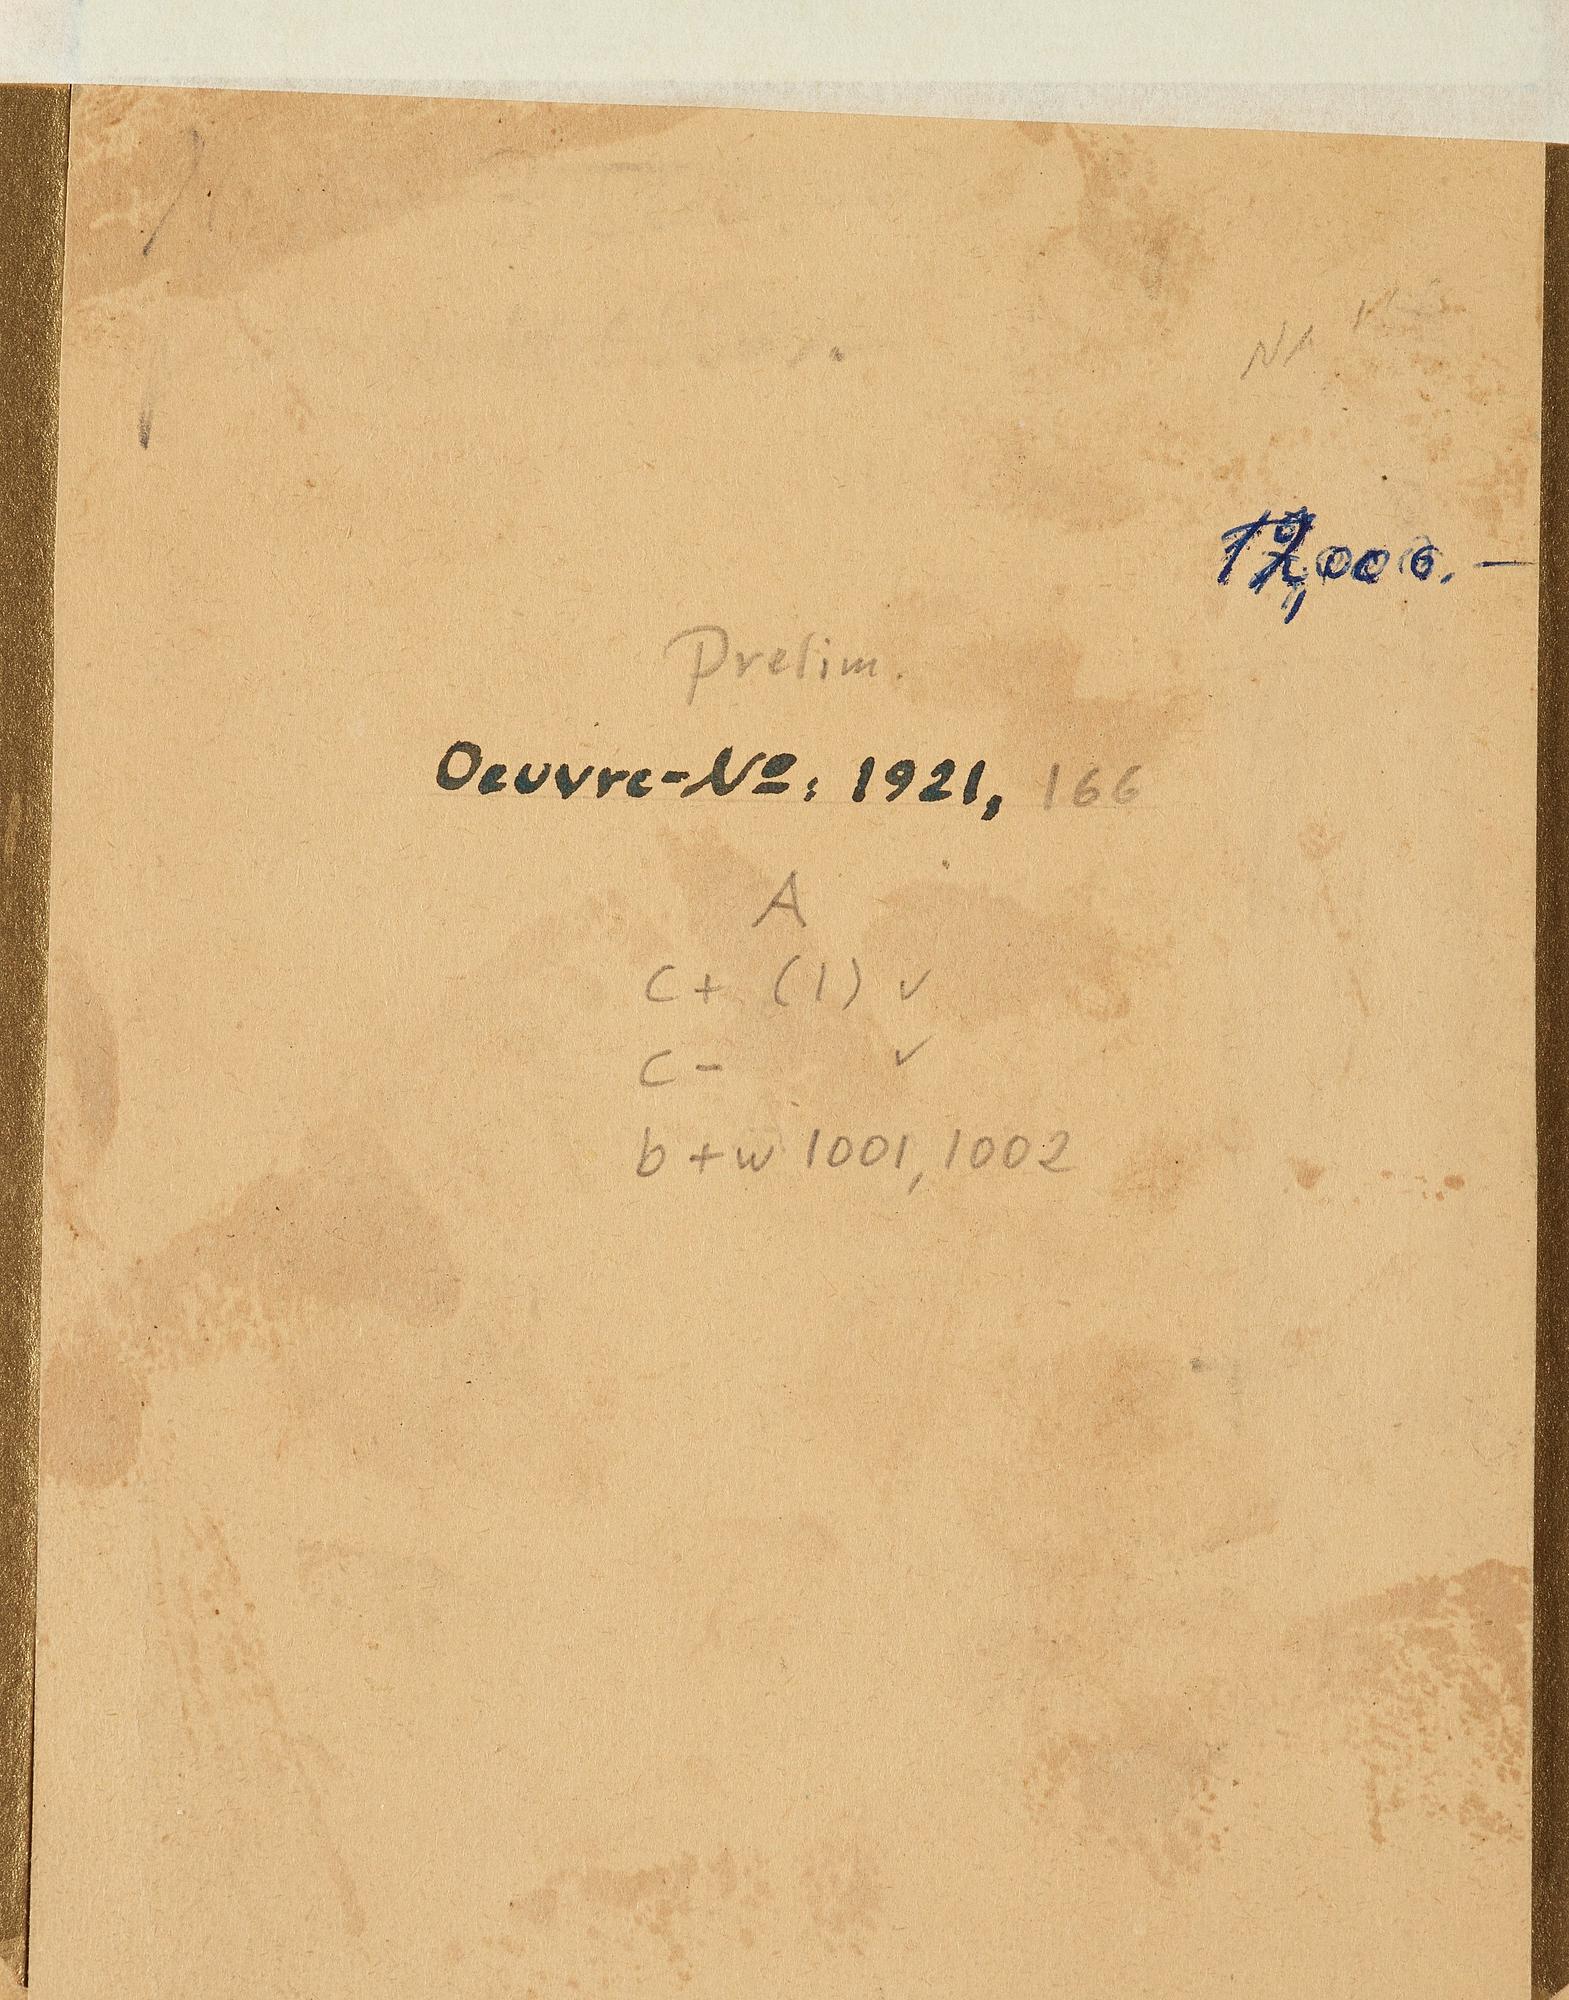 Prelim.
Oeuvre-Nº: 1921, 166
A
C+ (1) ✓
C- ✓
b+w 1001, 1002